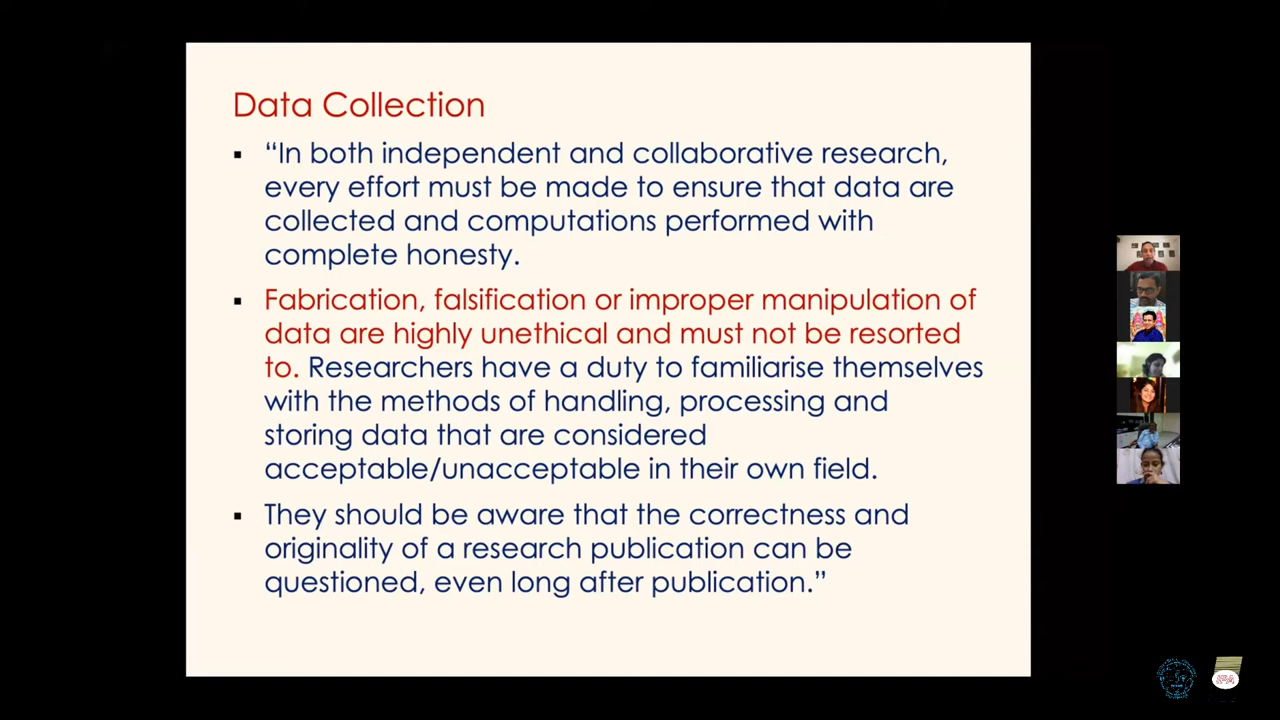 Data Collection
▪ “In both independent and collaborative research,
every effort must be made to ensure that data are
collected and computations performed with
complete honesty.
▪ Fabrication, falsification or improper manipulation of
data are highly unethical and must not be resorted
to. Researchers have a duty to familiarise themselves
with the methods of handling, processing and
storing data that are considered
acceptable/unacceptable in their own field.
▪ They should be aware that the correctness and
originality of a research publication can be
questioned, even long after publication.”